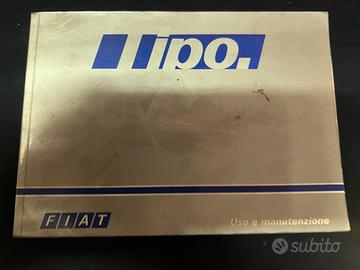 Tipo.
FIAT
Uso e manutenzione
subito